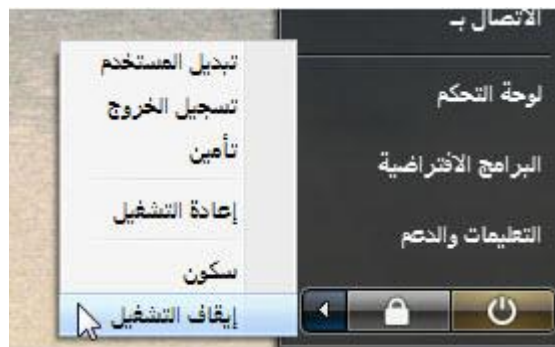 الاتصال بـ
لوحة التحكم
البرامج الافتراضية
التعليمات والدعم
تبديل المستخدم
تسجيل الخروج
تأمين
إعادة التشغيل
سكون
إيقاف التشغيل